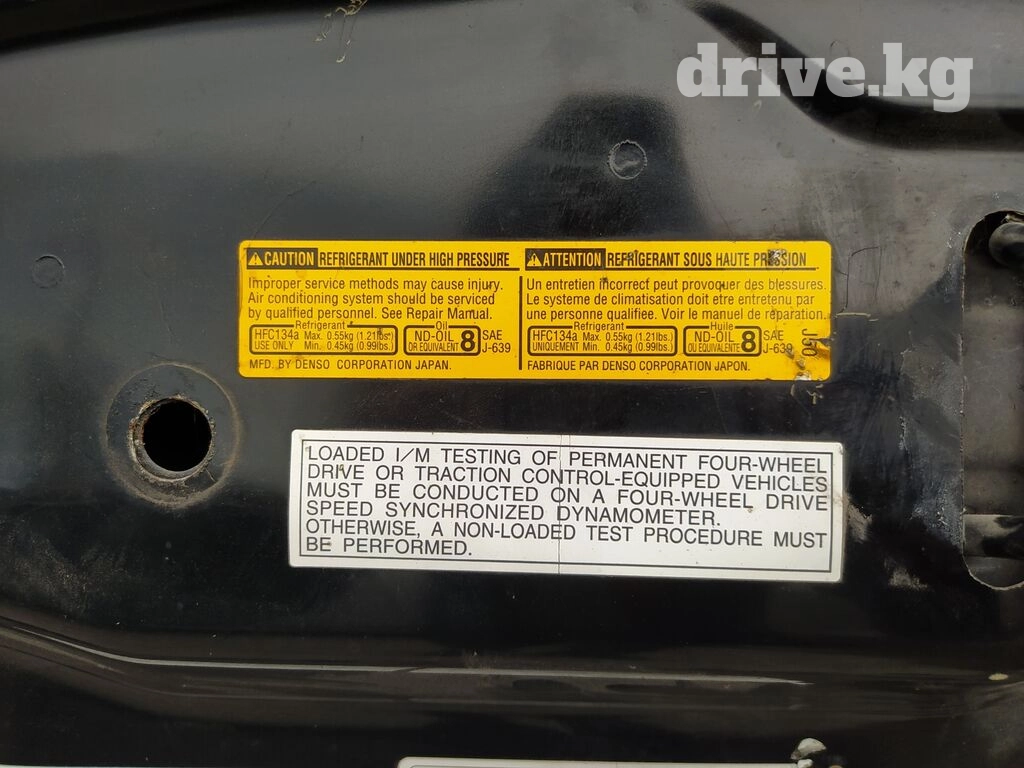 drive.kg
CAUTION REFRIGERANT UNDER HIGH PRESSURE
Improper service methods may cause injury.
Air conditioning system should be serviced
by qualified personnel. See Repair Manual.
Refrigerant
HFC134a Max. 0.55kg (1.21lbs.)
USE ONLY Min. 0.45kg (0.99lbs.)
Oil
ND-OIL 8
OR EQUIVALENT
SAE
J-639
MFD. BY DENSO CORPORATION JAPAN.
ATTENTION REFRIGERANT SOUS HAUTE PRESSION
Un entretien incorrect peut provoquer des blessures.
Le systeme de climatisation doit etre entretenu par
une personne qualifiee. Voir le manuel de reparation.
Refrigerant
HFC134a Max. 0.55kg (1.21lbs.)
UNIQUEMENT Min. 0.45kg (0.99lbs.)
Huile
ND-OIL 8
OU EQUIVALENT
SAE
J-639
FABRIQUE PAR DENSO CORPORATION JAPON.
LOADED I/M TESTING OF PERMANENT FOUR-WHEEL
DRIVE OR TRACTION CONTROL-EQUIPPED VEHICLES
MUST BE CONDUCTED ON A FOUR-WHEEL DRIVE
SPEED SYNCHRONIZED DYNAMOMETER.
OTHERWISE, A NON-LOADED TEST PROCEDURE MUST
BE PERFORMED.